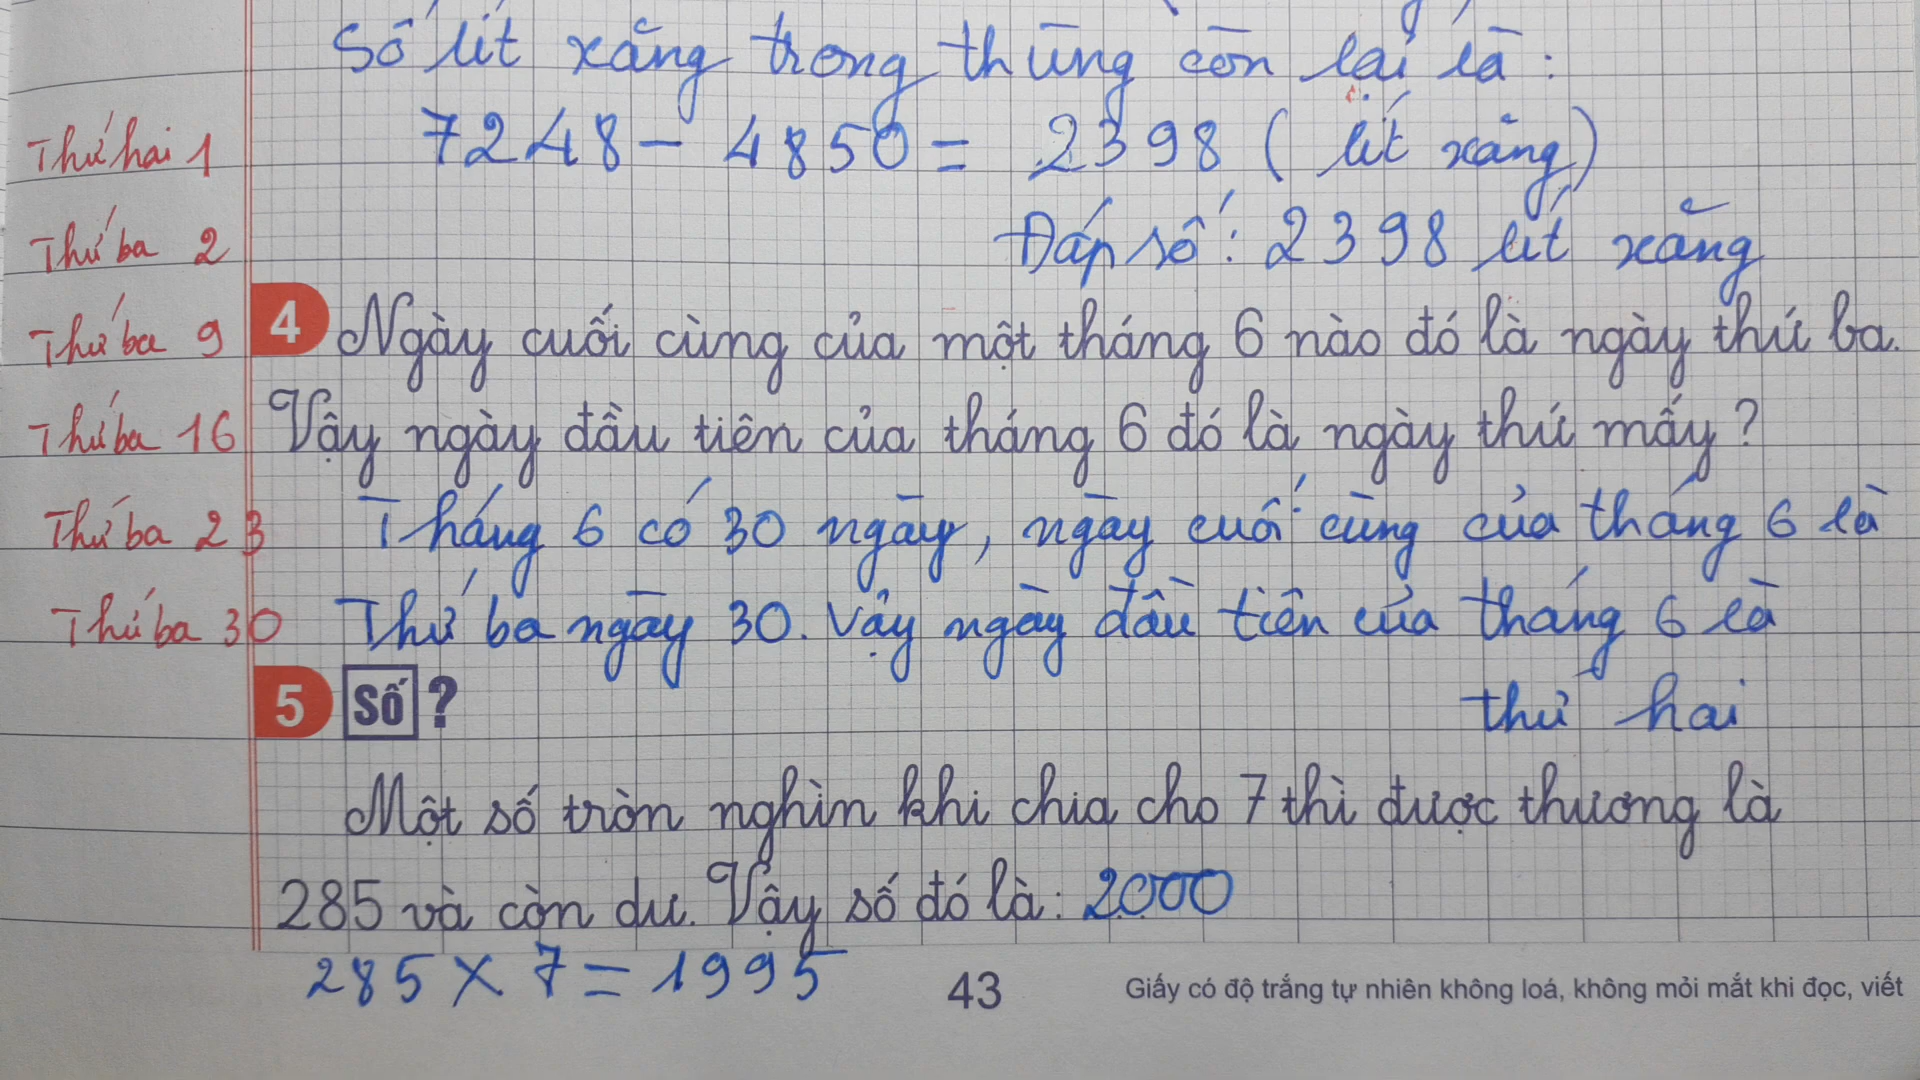 Số lít xăng trong thùng còn lại là:
7248 - 4850 = 2398 (lít xăng)
Đáp số: 2398 lít xăng
Thứ hai 1
Thứ ba 2
Thứ ba 9
Thứ ba 16
Thứ ba 23
Thứ ba 30
4 Ngày cuối cùng của một tháng 6 nào đó là ngày thứ ba.
Vậy ngày đầu tiên của tháng 6 đó là ngày thứ mấy?
Tháng 6 có 30 ngày, ngày cuối cùng của tháng 6 là
Thứ ba ngày 30. Vậy ngày đầu tiên của tháng 6 là
thứ hai
5 Số ?
Một số tròn nghìn khi chia cho 7 thì được thương là
285 và còn dư. Vậy số đó là: 2000
285 x 7 = 1995
43
Giấy có độ trắng tự nhiên không loá, không mỏi mắt khi đọc, viết